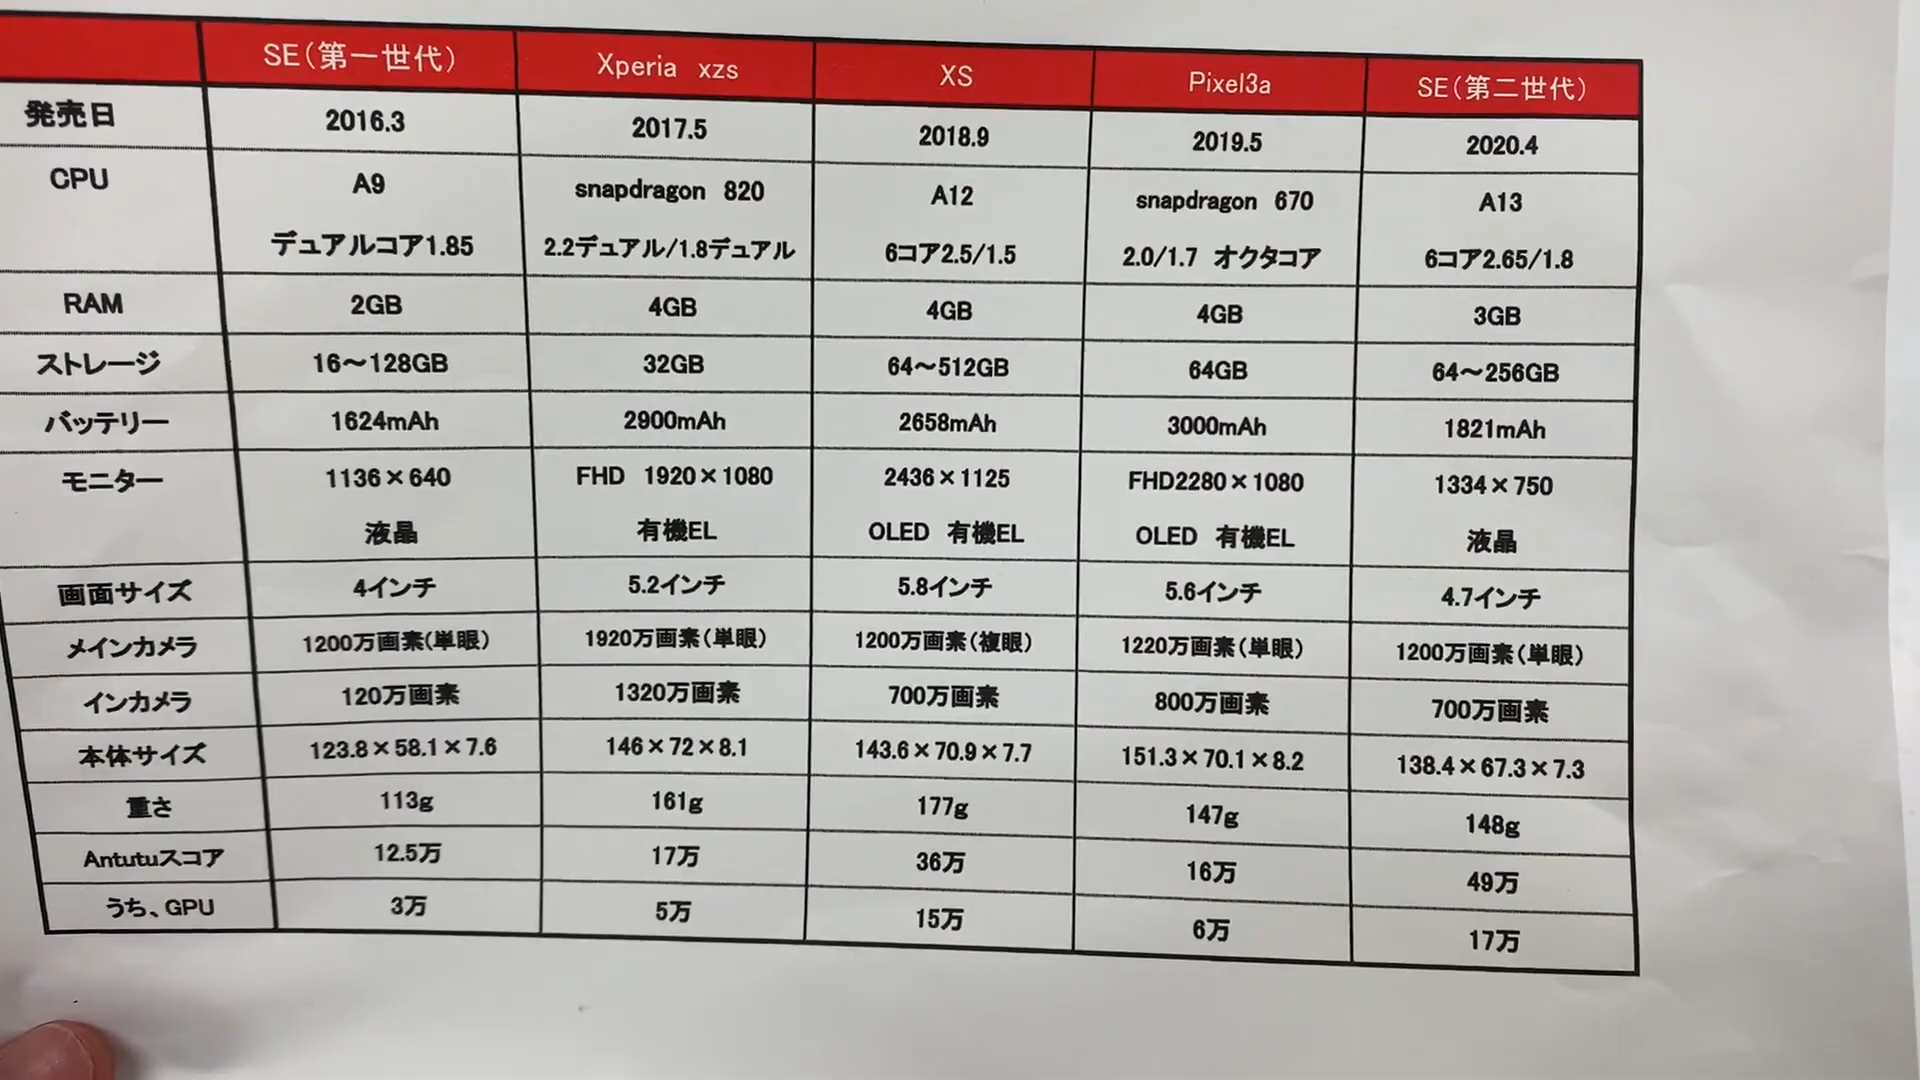 SE（第一世代） Xperia xzs XS Pixel3a SE（第二世代）
発売日 2016.3 2017.5 2018.9 2019.5 2020.4
CPU A9 snapdragon 820 A12 snapdragon 670 A13
デュアルコア1.85 2.2デュアル/1.8デュアル 6コア2.5/1.5 2.0/1.7 オクタコア 6コア2.65/1.8
RAM 2GB 4GB 4GB 4GB 3GB
ストレージ 16～128GB 32GB 64～512GB 64GB 64～256GB
バッテリー 1624mAh 2900mAh 2658mAh 3000mAh 1821mAh
モニター 1136×640 FHD 1920×1080 2436×1125 FHD2280×1080 1334×750
液晶 有機EL OLED 有機EL OLED 有機EL 液晶
画面サイズ 4インチ 5.2インチ 5.8インチ 5.6インチ 4.7インチ
メインカメラ 1200万画素(単眼） 1920万画素（単眼） 1200万画素（複眼） 1220万画素（単眼） 1200万画素（単眼）
インカメラ 120万画素 1320万画素 700万画素 800万画素 700万画素
本体サイズ 123.8×58.1×7.6 146×72×8.1 143.6×70.9×7.7 151.3×70.1×8.2 138.4×67.3×7.3
重さ 113g 161g 177g 147g 148g
Antutuスコア 12.5万 17万 36万 16万 49万
うち、GPU 3万 5万 15万 6万 17万